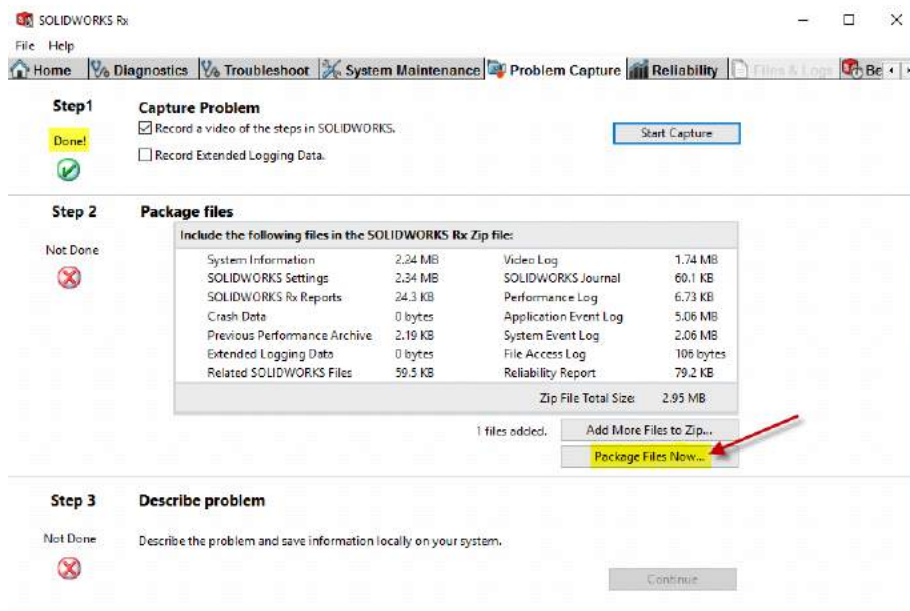 SOLIDWORKS Rx
File Help
Home Diagnostics Troubleshoot System Maintenance Problem Capture Reliability Files & Logs Be
Step1 Capture Problem
Record a video of the steps in SOLIDWORKS. Start Capture
Done!
Record Extended Logging Data.
Step 2 Package files
Include the following files in the SOLIDWORKS Rx Zip file:
Not Done
System Information 2.24 MB Video Log 1.74 MB
SOLIDWORKS Settings 2.34 MB SOLIDWORKS Journal 60.1 KB
SOLIDWORKS Rx Reports 24.3 KB Performance Log 6.73 KB
Crash Data 0 bytes Application Event Log 5.06 MB
Previous Performance Archive 2.19 KB System Event Log 2.06 MB
Extended Logging Data 0 bytes File Access Log 106 bytes
Related SOLIDWORKS Files 59.5 KB Reliability Report 79.2 KB
Zip File Total Size: 2.95 MB
1 files added. Add More Files to Zip...
Package Files Now...
Step 3 Describe problem
Not Done Describe the problem and save information locally on your system.
Continue